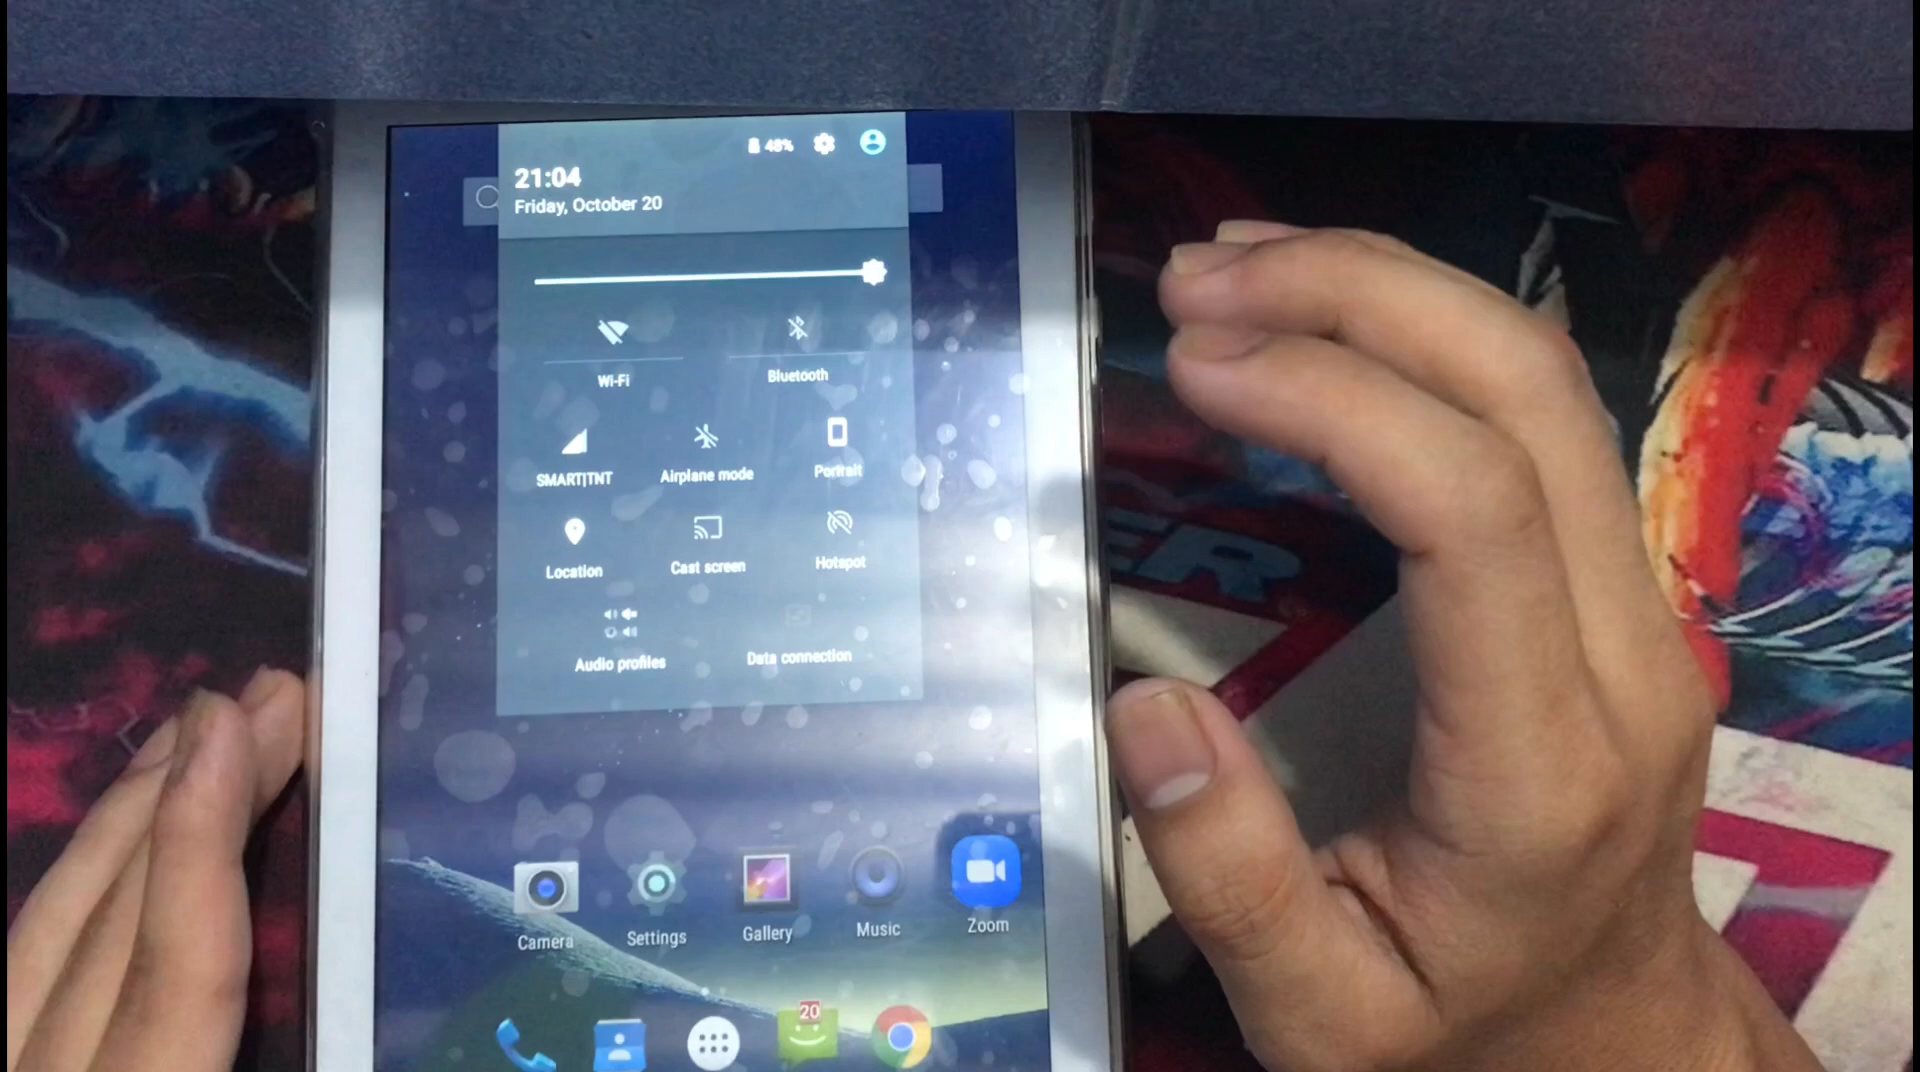 48%
21:04
Friday, October 20
Wi-Fi Bluetooth
SMART|TNT Airplane mode Portrait
Location Cast screen Hotspot
Audio profiles Data connection
Camera Settings Gallery Music Zoom
20
ER